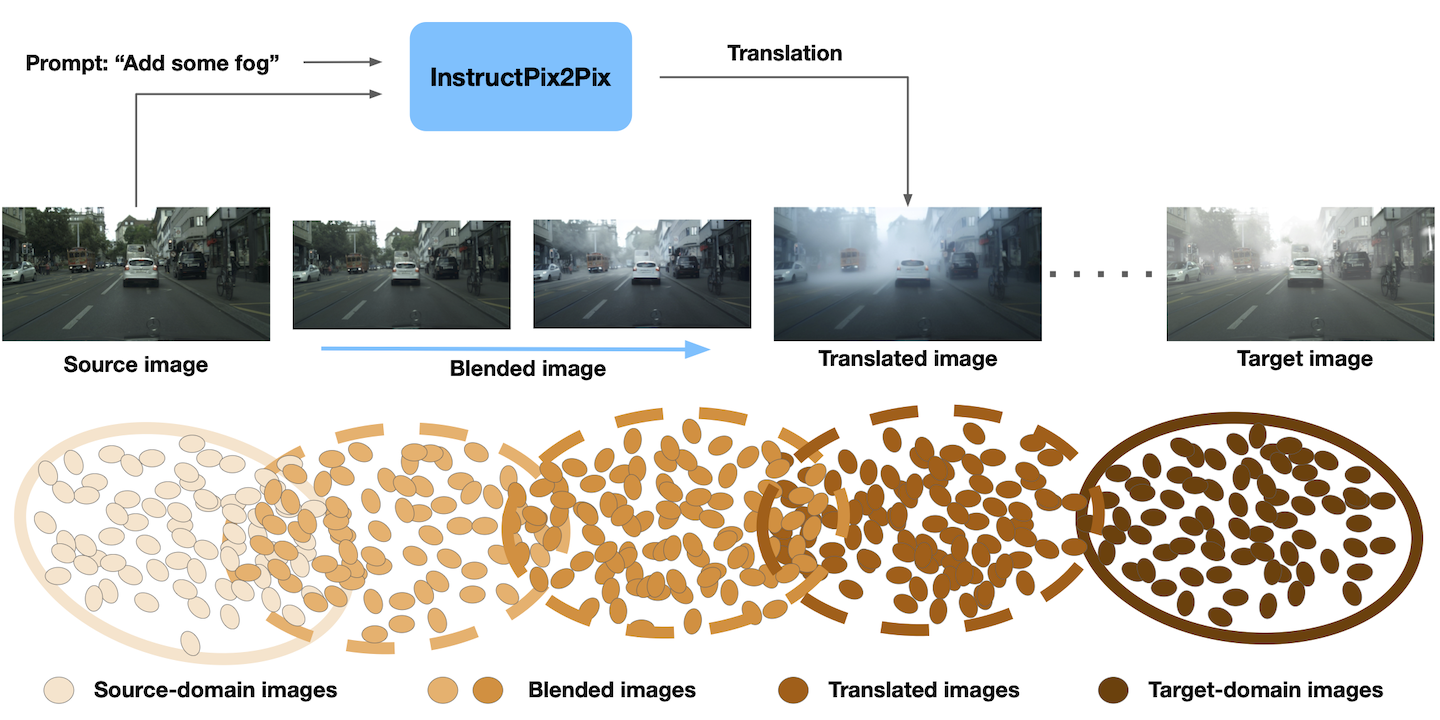 Prompt: “Add some fog”
InstructPix2Pix
Translation
Source image
Blended image
Translated image
Target image
Source-domain images
Blended images
Translated images
Target-domain images